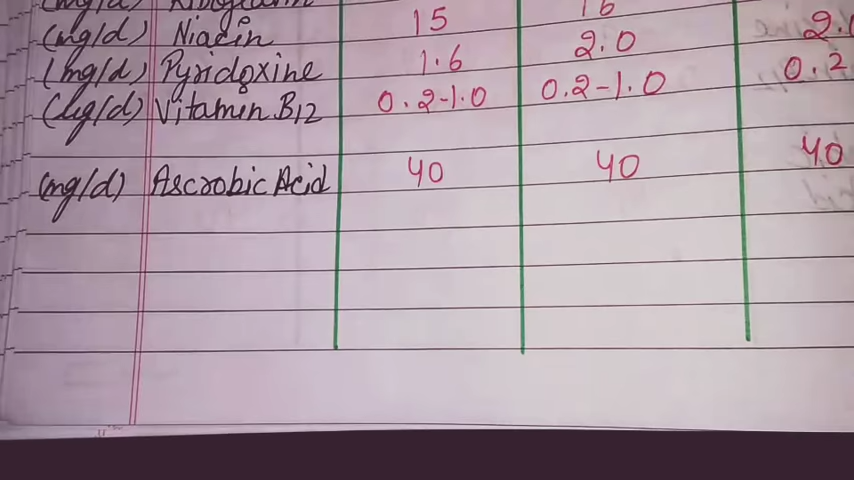 (mg/d) Niacin 15 16 2.
(mg/d) Pyridoxine 1.6 2.0 0.2
(μg/d) Vitamin B12 0.2-1.0 0.2-1.0
(mg/d) Ascrobic Acid 40 40 40